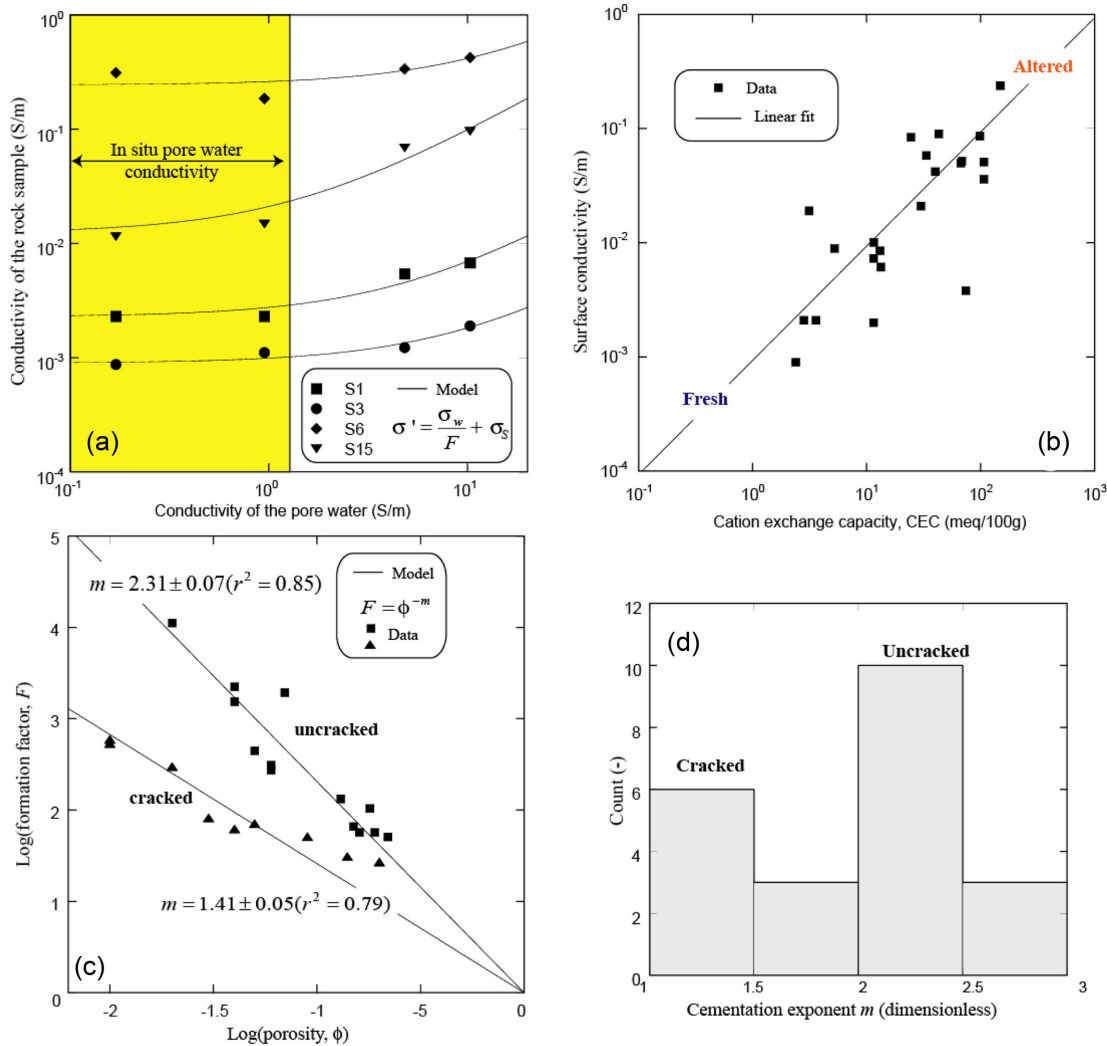 (a)
Conductivity of the rock sample (S/m)
10^0
10^-1
10^-2
10^-3
10^-4
In situ pore water
conductivity
S1
S3
S6
S15
Model
σ' = σ_w/F + σ_S
10^-1
10^0
10^1
Conductivity of the pore water (S/m)
(b)
Surface conductivity (S/m)
10^0
10^-1
10^-2
10^-3
10^-4
Data
Linear fit
Altered
Fresh
10^-1
10^0
10^1
10^2
10^3
Cation exchange capacity, CEC (meq/100g)
(c)
Log(formation factor, F)
5
4
3
2
1
0
m = 2.31 ± 0.07(r^2 = 0.85)
Model
F = ϕ^-m
Data
uncracked
cracked
m = 1.41 ± 0.05(r^2 = 0.79)
-2
-1.5
-1
-.5
0
Log(porosity, ϕ)
(d)
Count (-)
12
10
8
6
4
2
0
Uncracked
Cracked
1
1.5
2
2.5
3
Cementation exponent m (dimensionless)